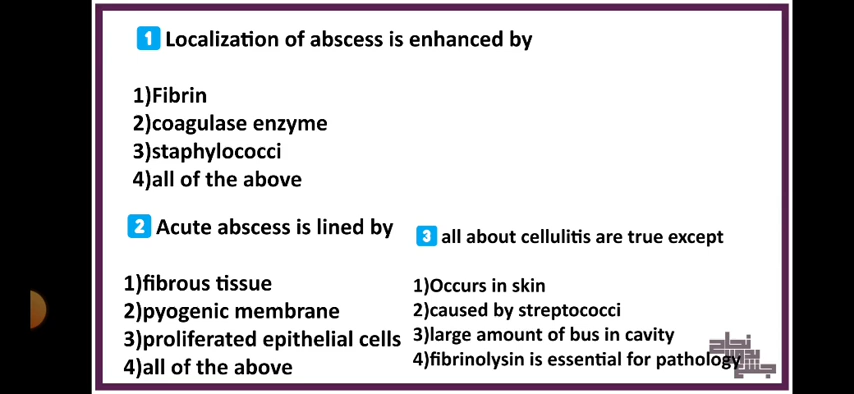 1 Localization of abscess is enhanced by
1)Fibrin
2)coagulase enzyme
3)staphylococci
4)all of the above
2 Acute abscess is lined by
1)fibrous tissue
2)pyogenic membrane
3)proliferated epithelial cells
4)all of the above
3 all about cellulitis are true except
1)Occurs in skin
2)caused by streptococci
3)large amount of bus in cavity
4)fibrinolysin is essential for pathology